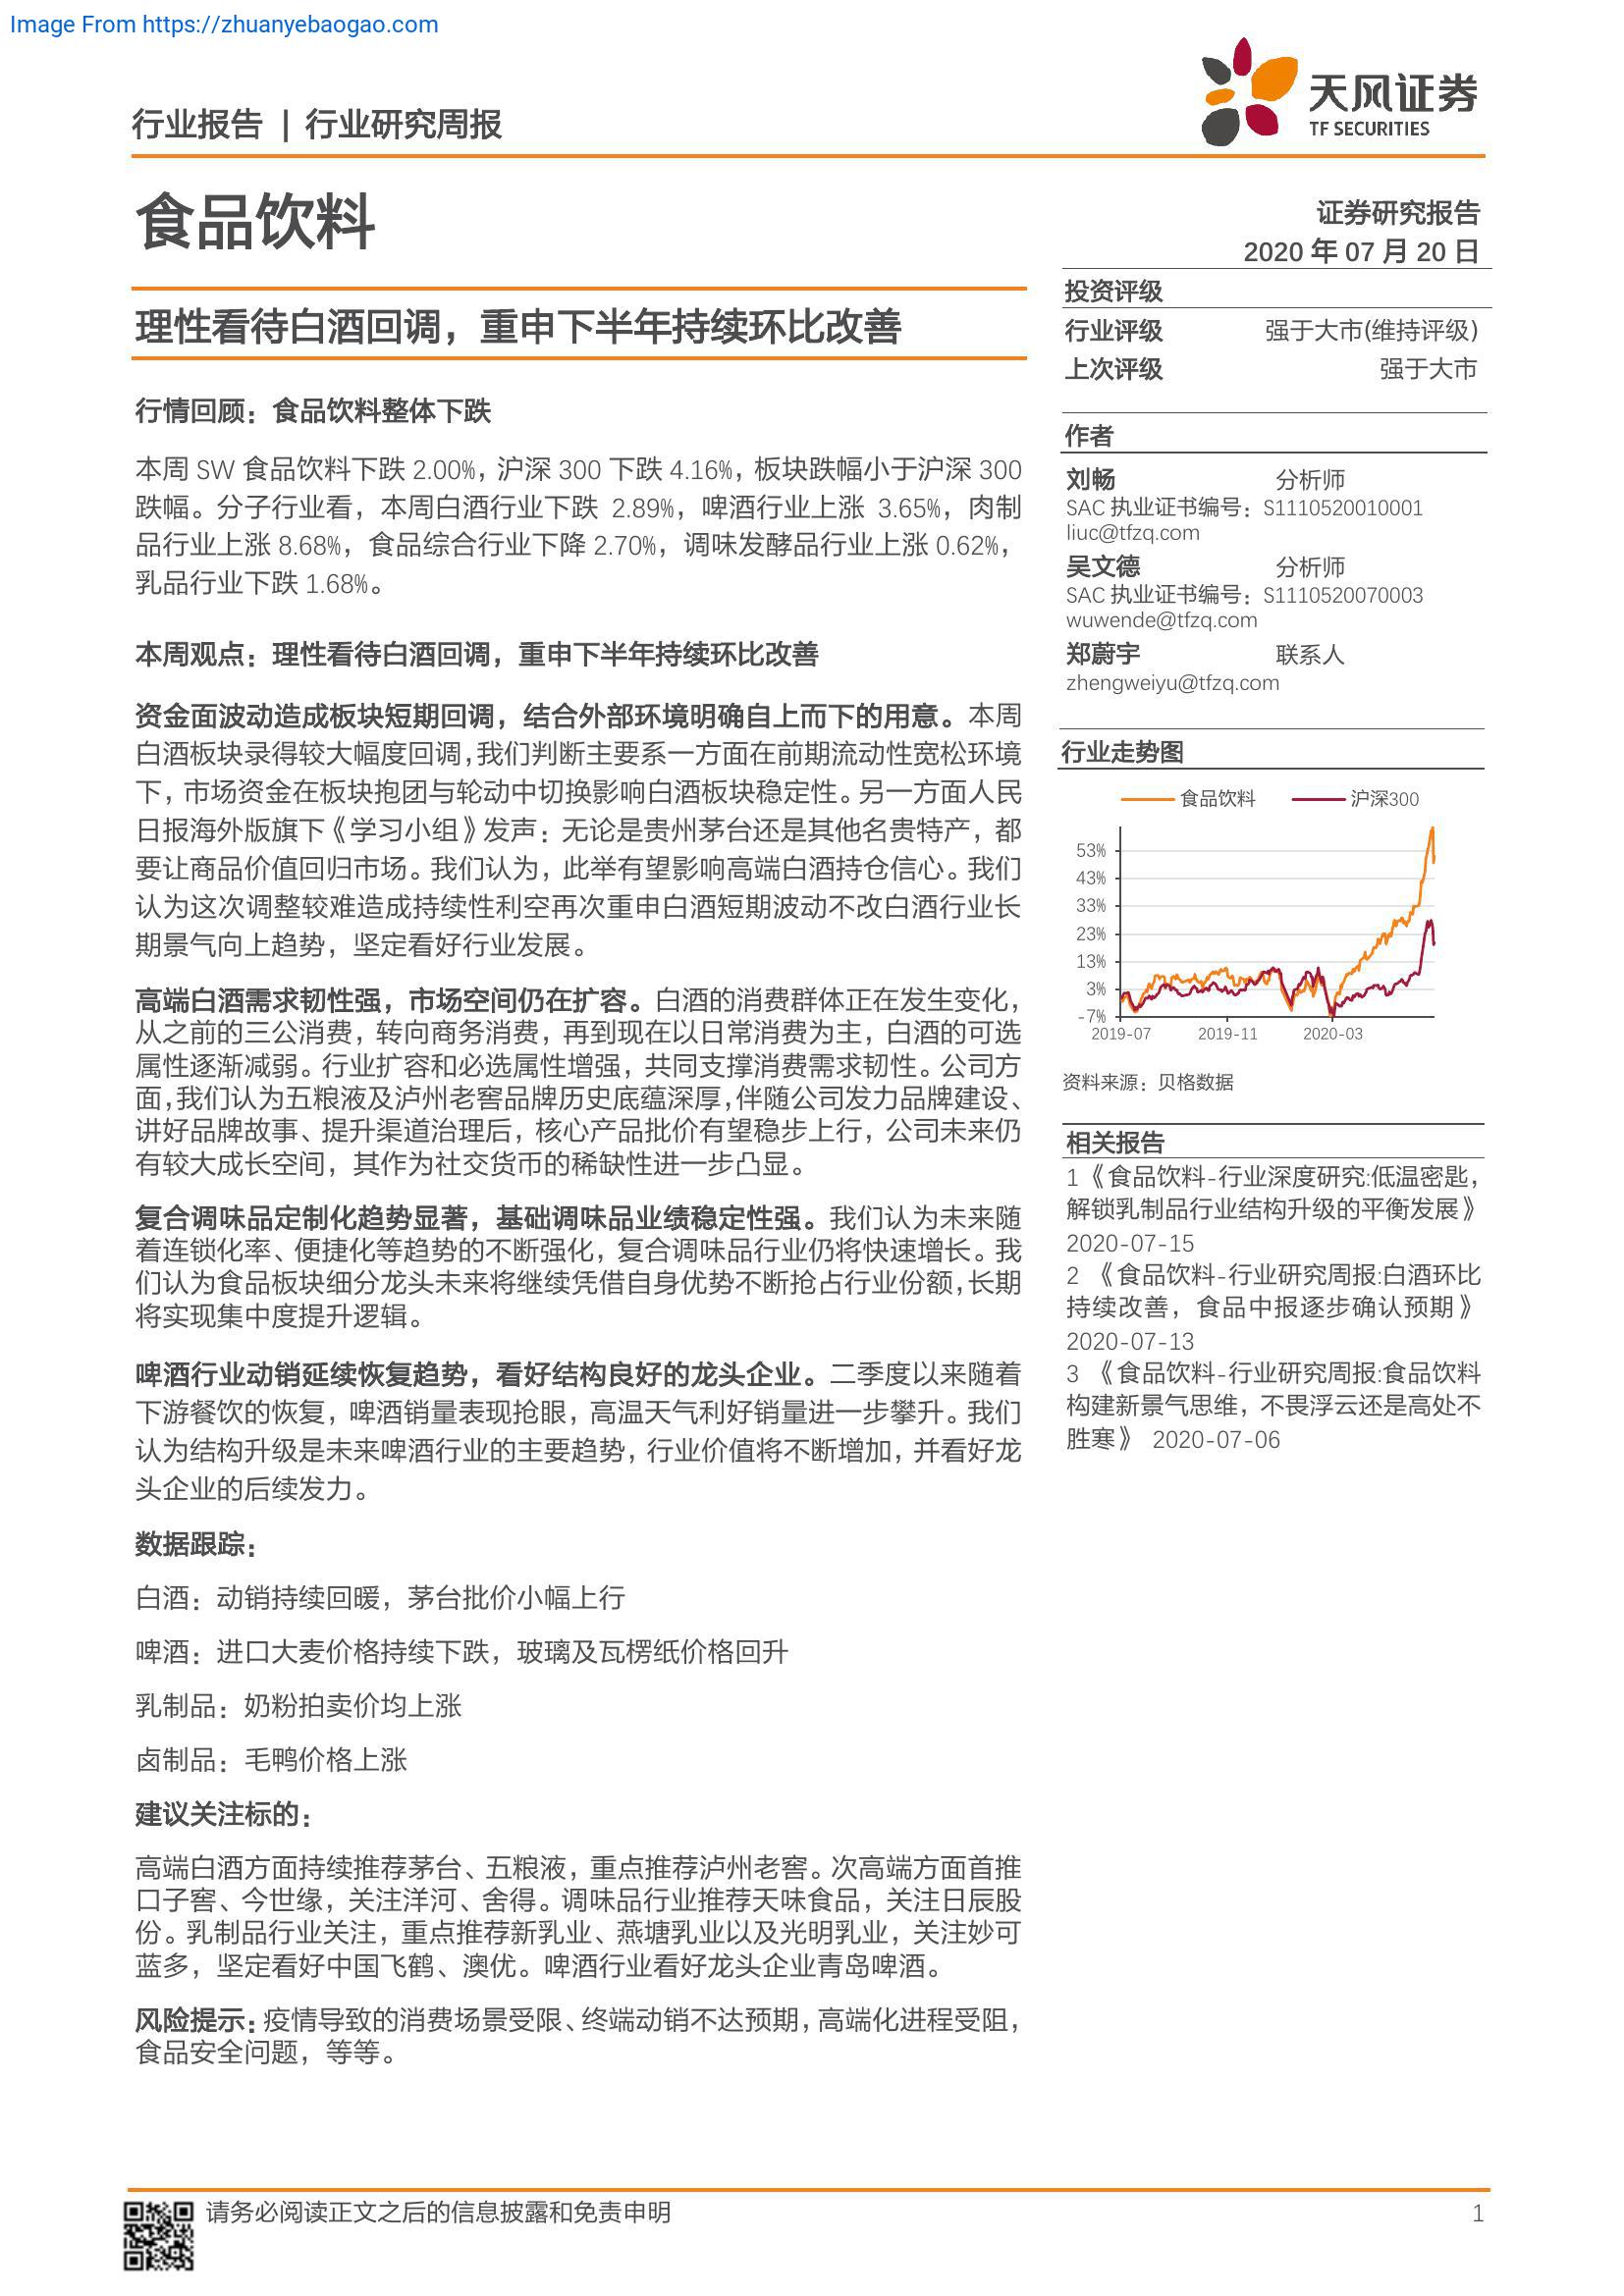 Image From https://zhuanyebaogao.com
行业报告 | 行业研究周报
天风证券
TF SECURITIES
食品饮料
证券研究报告
2020 年 07 月 20 日
理性看待白酒回调，重申下半年持续环比改善
行情回顾：食品饮料整体下跌
本周 SW 食品饮料下跌 2.00%，沪深 300 下跌 4.16%，板块跌幅小于沪深 300
跌幅。分子行业看，本周白酒行业下跌 2.89%，啤酒行业上涨 3.65%，肉制
品行业上涨 8.68%，食品综合行业下降 2.70%，调味发酵品行业上涨 0.62%，
乳品行业下跌 1.68%。
本周观点：理性看待白酒回调，重申下半年持续环比改善
资金面波动造成板块短期回调，结合外部环境明确自上而下的用意。本周
白酒板块录得较大幅度回调，我们判断主要系一方面在前期流动性宽松环境
下，市场资金在板块抱团与轮动中切换影响白酒板块稳定性。另一方面人民
日报海外版旗下《学习小组》发声：无论是贵州茅台还是其他名贵特产，都
要让商品价值回归市场。我们认为，此举有望影响高端白酒持仓信心。我们
认为这次调整较难造成持续性利空再次重申白酒短期波动不改白酒行业长
期景气向上趋势，坚定看好行业发展。
高端白酒需求韧性强，市场空间仍在扩容。白酒的消费群体正在发生变化，
从之前的三公消费，转向商务消费，再到现在以日常消费为主，白酒的可选
属性逐渐减弱。行业扩容和必选属性增强，共同支撑消费需求韧性。公司方
面，我们认为五粮液及泸州老窖品牌历史底蕴深厚，伴随公司发力品牌建设、
讲好品牌故事、提升渠道治理后，核心产品批价有望稳步上行，公司未来仍
有较大成长空间，其作为社交货币的稀缺性进一步凸显。
复合调味品定制化趋势显著，基础调味品业绩稳定性强。我们认为未来随
着连锁化率、便捷化等趋势的不断强化，复合调味品行业仍将快速增长。我
们认为食品板块细分龙头未来将继续凭借自身优势不断抢占行业份额，长期
将实现集中度提升逻辑。
啤酒行业动销延续恢复趋势，看好结构良好的龙头企业。二季度以来随着
下游餐饮的恢复，啤酒销量表现抢眼，高温天气利好销量进一步攀升。我们
认为结构升级是未来啤酒行业的主要趋势，行业价值将不断增加，并看好龙
头企业的后续发力。
数据跟踪：
白酒：动销持续回暖，茅台批价小幅上行
啤酒：进口大麦价格持续下跌，玻璃及瓦楞纸价格回升
乳制品：奶粉拍卖价均上涨
卤制品：毛鸭价格上涨
建议关注标的：
高端白酒方面持续推荐茅台、五粮液，重点推荐泸州老窖。次高端方面首推
口子窖、今世缘，关注洋河、舍得。调味品行业推荐天味食品，关注日辰股
份。乳制品行业关注，重点推荐新乳业、燕塘乳业以及光明乳业，关注妙可
蓝多，坚定看好中国飞鹤、澳优。啤酒行业看好龙头企业青岛啤酒。
风险提示：疫情导致的消费场景受限、终端动销不达预期，高端化进程受阻，
食品安全问题，等等。
投资评级
行业评级 强于大市(维持评级)
上次评级 强于大市
作者
刘畅 分析师
SAC 执业证书编号：S1110520010001
liuc@tfzq.com
吴文德 分析师
SAC 执业证书编号：S1110520070003
wuwende@tfzq.com
郑蔚宇 联系人
zhengweiyu@tfzq.com
行业走势图
食品饮料 沪深300
53%
43%
33%
23%
13%
3%
-7%
2019-07 2019-11 2020-03
资料来源：贝格数据
相关报告
1《食品饮料-行业深度研究:低温密匙，
解锁乳制品行业结构升级的平衡发展》
2020-07-15
2 《食品饮料-行业研究周报:白酒环比
持续改善，食品中报逐步确认预期》
2020-07-13
3 《食品饮料-行业研究周报:食品饮料
构建新景气思维，不畏浮云还是高处不
胜寒》 2020-07-06
请务必阅读正文之后的信息披露和免责申明 1